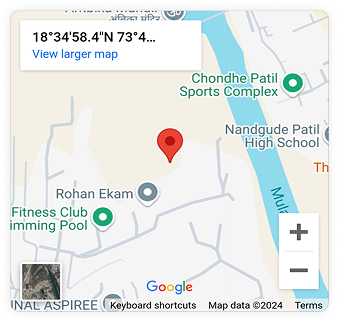 अंबिका मंदिर
18°34'58.4"N 73°4...
View larger map
Chondhe Patil
Sports Complex
Nandgude Patil
High School
Th
Rohan Ekam
Fitness Club
imming Pool
Mula
Google
NAL ASPIREE
Keyboard shortcuts
Map data ©2024
Terms